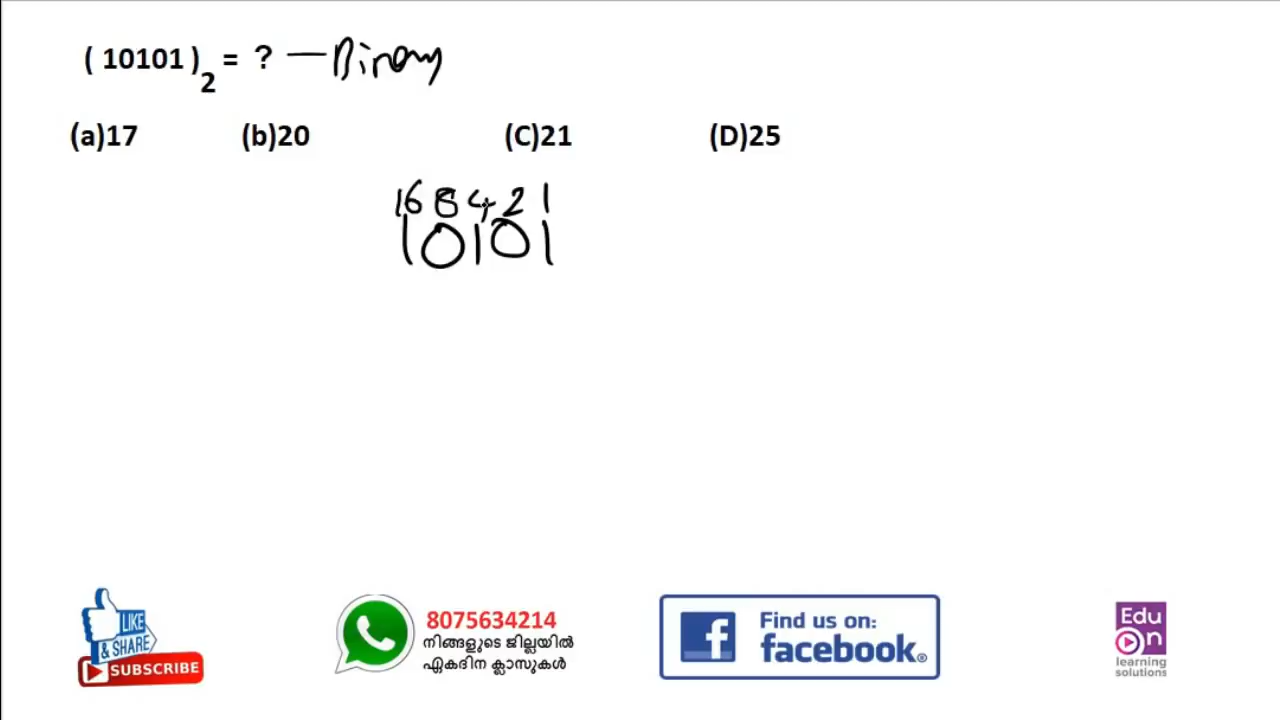 ( 10101 )2 = ? — Binary
(a)17 (b)20 (C)21 (D)25
16 8 4 2 1
1 0 1 0 1
LIKE
& SHARE
SUBSCRIBE
8075634214
നിങ്ങളുടെ ജില്ലയിൽ
ഏകദിന ക്ലാസുകൾ
Find us on:
facebook®
Edu
On
learning
solutions